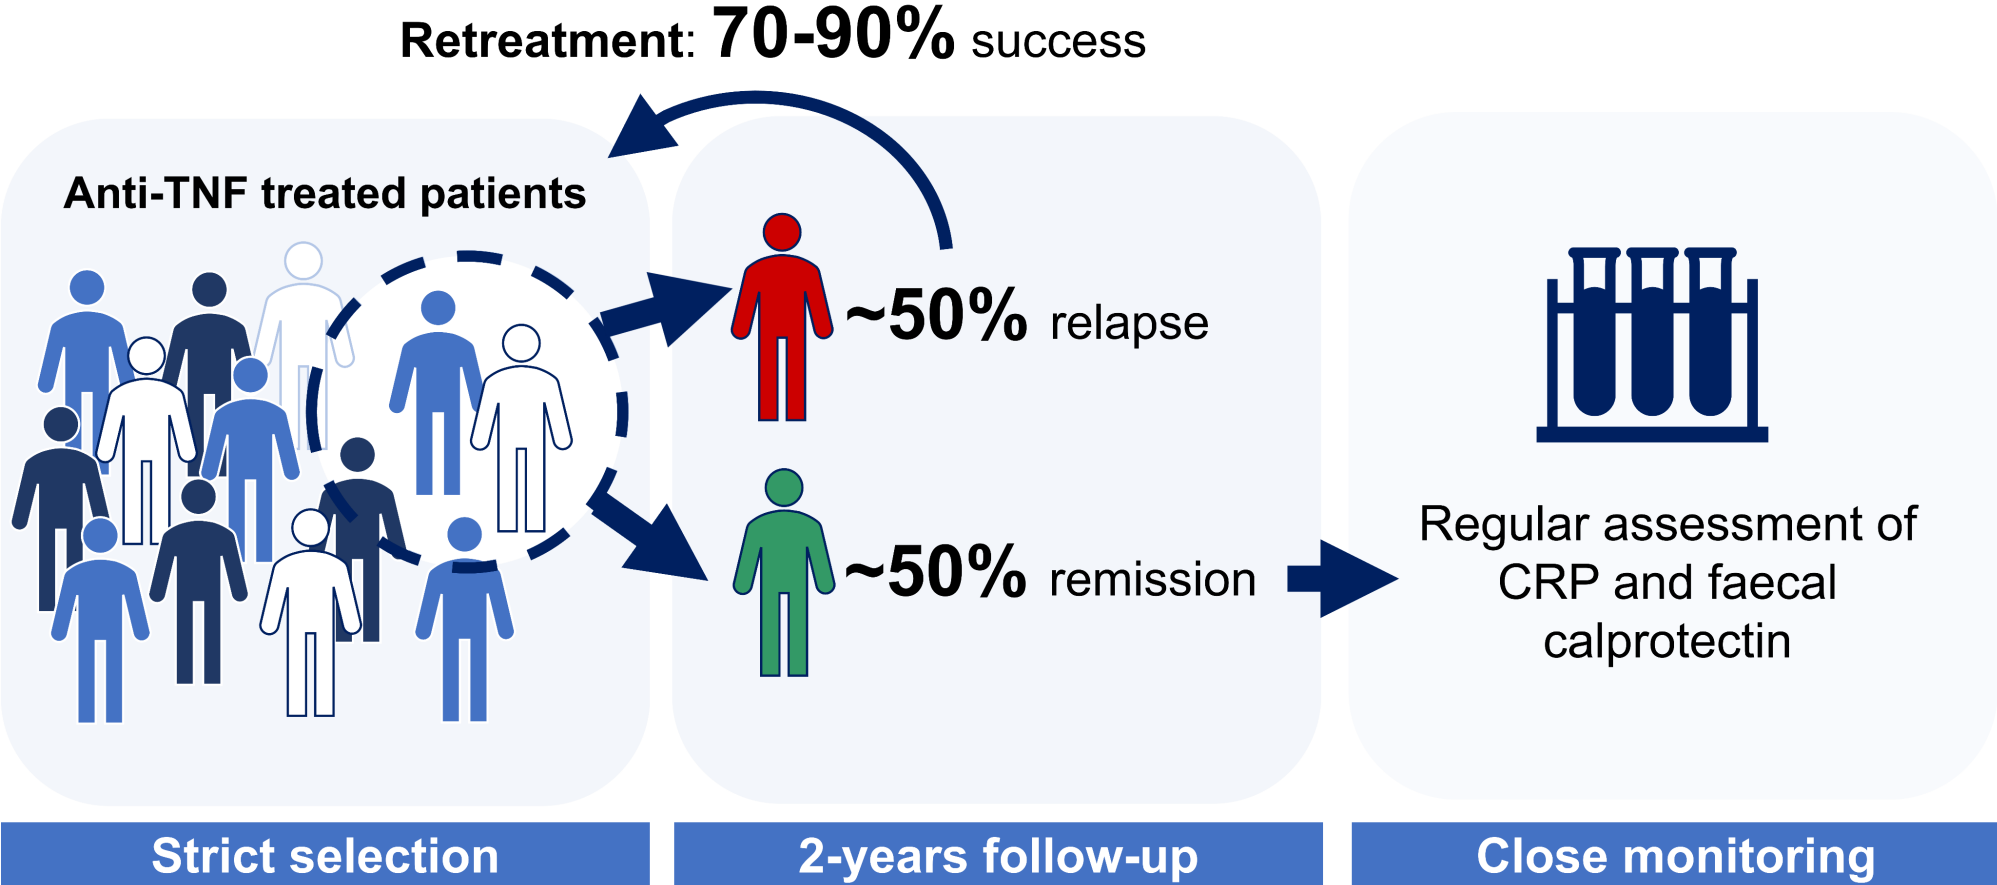 Retreatment: 70-90% success
Anti-TNF treated patients
~50% relapse
~50% remission
Regular assessment of
CRP and faecal
calprotectin
Strict selection
2-years follow-up
Close monitoring